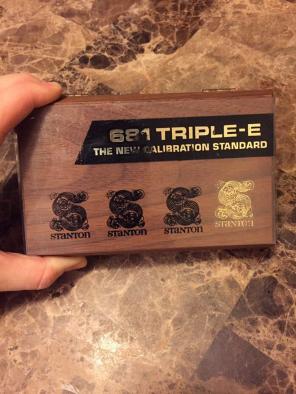 681 TRIPLE-E
THE NEW CALIBRATION STANDARD
STANTON STANTON STANTON STANTON